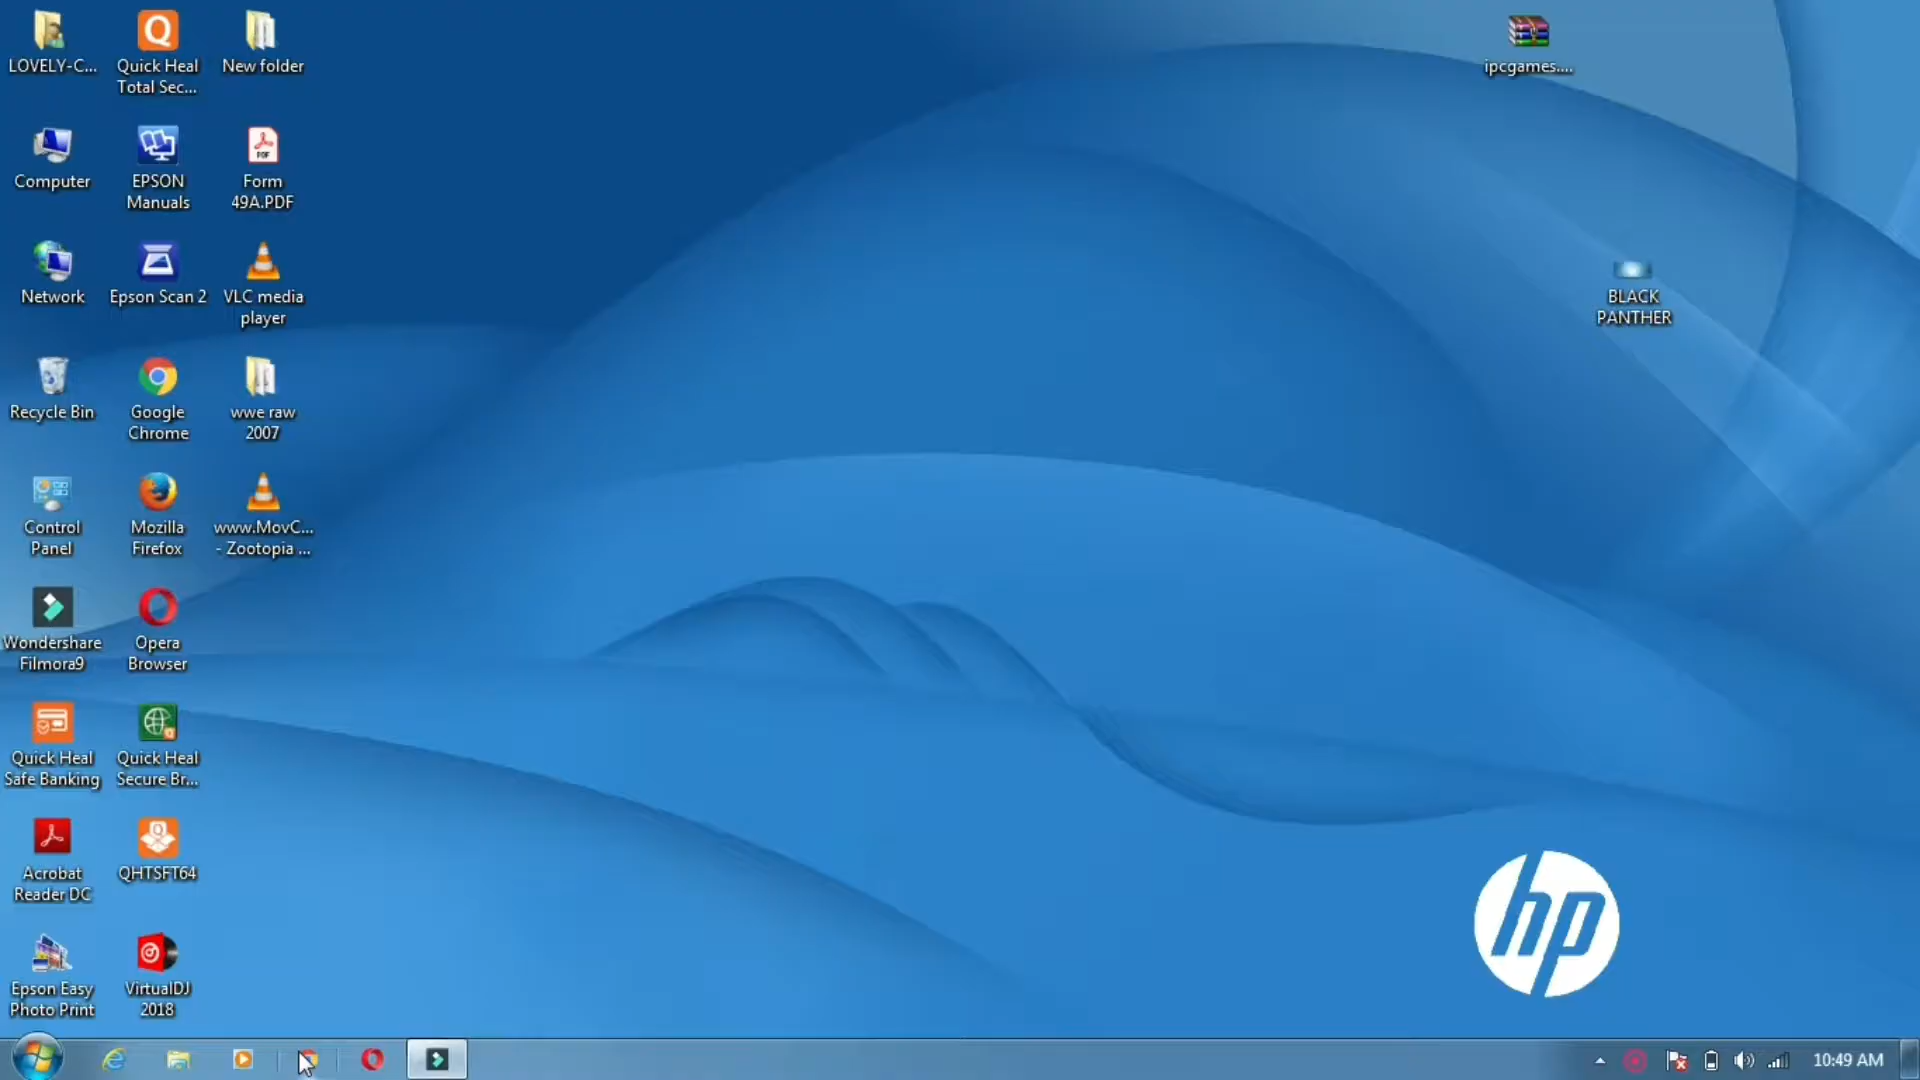 LOVELY-C...
Quick Heal
Total Sec...
New folder
ipcgames....
Computer
EPSON
Manuals
Form
49A.PDF
Network
Epson Scan 2
VLC media
player
BLACK
PANTHER
Recycle Bin
Google
Chrome
wwe raw
2007
Control
Panel
Mozilla
Firefox
www.MovC...
- Zootopia ...
Wondershare
Filmora9
Opera
Browser
Quick Heal
Safe Banking
Quick Heal
Secure Br...
Acrobat
Reader DC
QHTSFT64
Epson Easy
Photo Print
VirtualDJ
2018
hp
10:49 AM